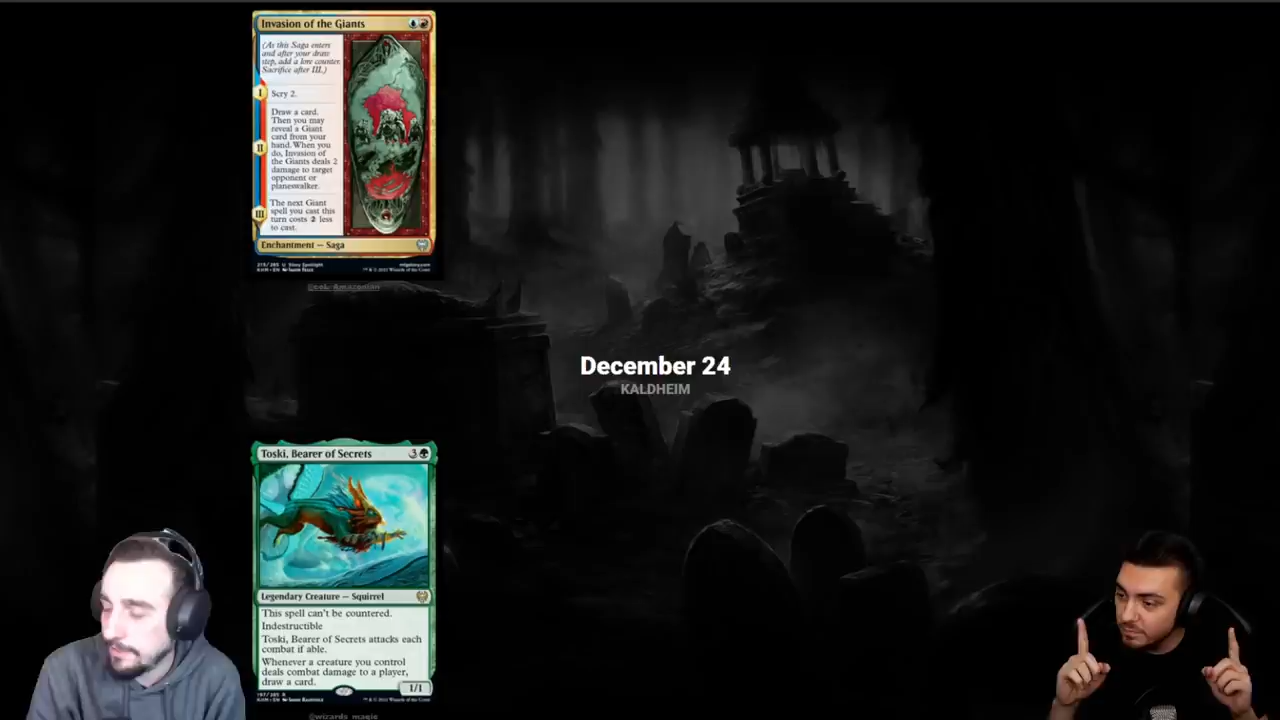 Invasion of the Giants
(As this Saga enters
and after your draw
step, add a lore counter.
Sacrifice after III.)
I
Scry 2.
Draw a card.
Then you may
reveal a Giant
card from your
hand. When you
II
do, Invasion of
the Giants deals 2
damage to target
opponent or
planeswalker.
The next Giant
III
spell you cast this
turn costs 2 less
to cast.
Enchantment — Saga
December 24
KALDHEIM
Toski, Bearer of Secrets
3
Legendary Creature — Squirrel
This spell can't be countered.
Indestructible
Toski, Bearer of Secrets attacks each
combat if able.
Whenever a creature you control
deals combat damage to a player,
draw a card.
1/1
@wizards_magic